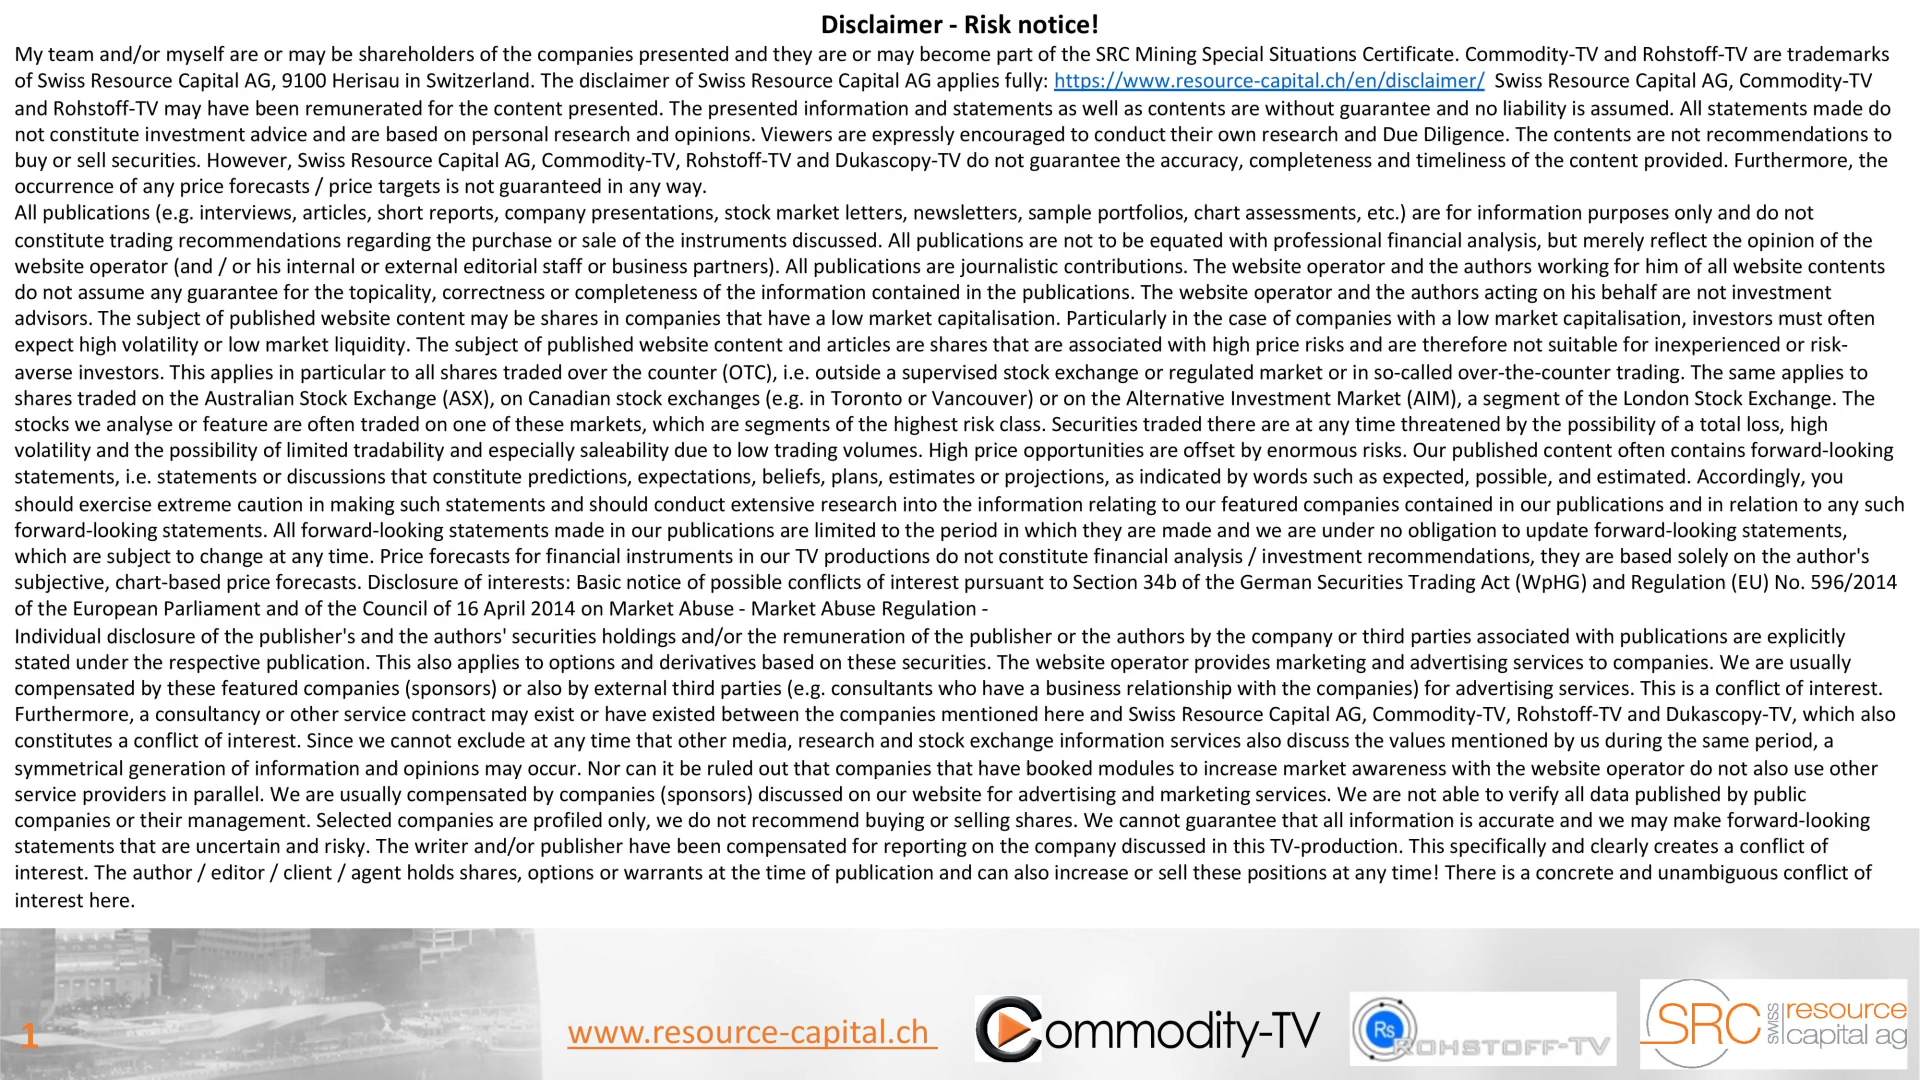 Disclaimer - Risk notice!
My team and/or myself are or may be shareholders of the companies presented and they are or may become part of the SRC Mining Special Situations Certificate. Commodity-TV and Rohstoff-TV are trademarks
of Swiss Resource Capital AG, 9100 Herisau in Switzerland. The disclaimer of Swiss Resource Capital AG applies fully: https://www.resource-capital.ch/en/disclaimer/ Swiss Resource Capital AG, Commodity-TV
and Rohstoff-TV may have been remunerated for the content presented. The presented information and statements as well as contents are without guarantee and no liability is assumed. All statements made do
not constitute investment advice and are based on personal research and opinions. Viewers are expressly encouraged to conduct their own research and Due Diligence. The contents are not recommendations to
buy or sell securities. However, Swiss Resource Capital AG, Commodity-TV, Rohstoff-TV and Dukascopy-TV do not guarantee the accuracy, completeness and timeliness of the content provided. Furthermore, the
occurrence of any price forecasts / price targets is not guaranteed in any way.
All publications (e.g. interviews, articles, short reports, company presentations, stock market letters, newsletters, sample portfolios, chart assessments, etc.) are for information purposes only and do not
constitute trading recommendations regarding the purchase or sale of the instruments discussed. All publications are not to be equated with professional financial analysis, but merely reflect the opinion of the
website operator (and / or his internal or external editorial staff or business partners). All publications are journalistic contributions. The website operator and the authors working for him of all website contents
do not assume any guarantee for the topicality, correctness or completeness of the information contained in the publications. The website operator and the authors acting on his behalf are not investment
advisors. The subject of published website content may be shares in companies that have a low market capitalisation. Particularly in the case of companies with a low market capitalisation, investors must often
expect high volatility or low market liquidity. The subject of published website content and articles are shares that are associated with high price risks and are therefore not suitable for inexperienced or risk-
averse investors. This applies in particular to all shares traded over the counter (OTC), i.e. outside a supervised stock exchange or regulated market or in so-called over-the-counter trading. The same applies to
shares traded on the Australian Stock Exchange (ASX), on Canadian stock exchanges (e.g. in Toronto or Vancouver) or on the Alternative Investment Market (AIM), a segment of the London Stock Exchange. The
stocks we analyse or feature are often traded on one of these markets, which are segments of the highest risk class. Securities traded there are at any time threatened by the possibility of a total loss, high
volatility and the possibility of limited tradability and especially saleability due to low trading volumes. High price opportunities are offset by enormous risks. Our published content often contains forward-looking
statements, i.e. statements or discussions that constitute predictions, expectations, beliefs, plans, estimates or projections, as indicated by words such as expected, possible, and estimated. Accordingly, you
should exercise extreme caution in making such statements and should conduct extensive research into the information relating to our featured companies contained in our publications and in relation to any such
forward-looking statements. All forward-looking statements made in our publications are limited to the period in which they are made and we are under no obligation to update forward-looking statements,
which are subject to change at any time. Price forecasts for financial instruments in our TV productions do not constitute financial analysis / investment recommendations, they are based solely on the author's
subjective, chart-based price forecasts. Disclosure of interests: Basic notice of possible conflicts of interest pursuant to Section 34b of the German Securities Trading Act (WpHG) and Regulation (EU) No. 596/2014
of the European Parliament and of the Council of 16 April 2014 on Market Abuse - Market Abuse Regulation -
Individual disclosure of the publisher's and the authors' securities holdings and/or the remuneration of the publisher or the authors by the company or third parties associated with publications are explicitly
stated under the respective publication. This also applies to options and derivatives based on these securities. The website operator provides marketing and advertising services to companies. We are usually
compensated by these featured companies (sponsors) or also by external third parties (e.g. consultants who have a business relationship with the companies) for advertising services. This is a conflict of interest.
Furthermore, a consultancy or other service contract may exist or have existed between the companies mentioned here and Swiss Resource Capital AG, Commodity-TV, Rohstoff-TV and Dukascopy-TV, which also
constitutes a conflict of interest. Since we cannot exclude at any time that other media, research and stock exchange information services also discuss the values mentioned by us during the same period, a
symmetrical generation of information and opinions may occur. Nor can it be ruled out that companies that have booked modules to increase market awareness with the website operator do not also use other
service providers in parallel. We are usually compensated by companies (sponsors) discussed on our website for advertising and marketing services. We are not able to verify all data published by public
companies or their management. Selected companies are profiled only, we do not recommend buying or selling shares. We cannot guarantee that all information is accurate and we may make forward-looking
statements that are uncertain and risky. The writer and/or publisher have been compensated for reporting on the company discussed in this TV-production. This specifically and clearly creates a conflict of
interest. The author / editor / client / agent holds shares, options or warrants at the time of publication and can also increase or sell these positions at any time! There is a concrete and unambiguous conflict of
interest here.
1
www.resource-capital.ch
Commodity-TV
Rs
ROHSTOFF-TV
SRC
SWISS
resource
capital ag